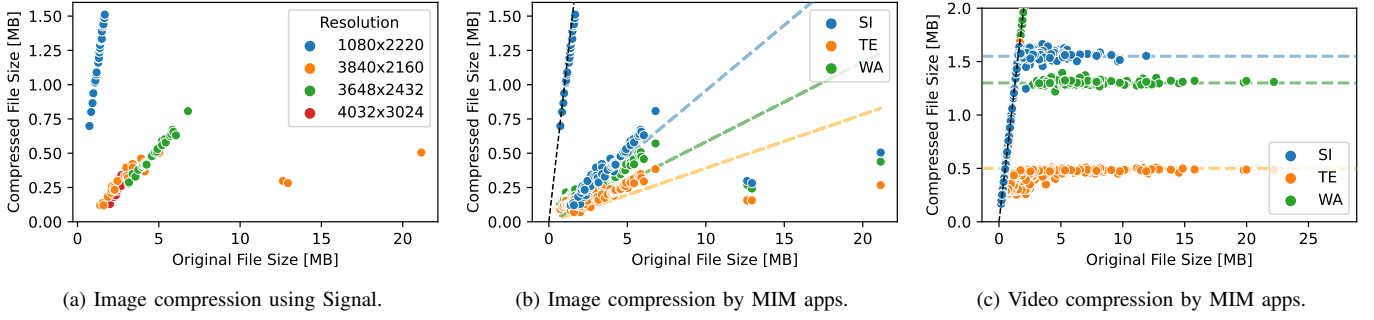 Compressed File Size [MB]
1.50
1.25
1.00
0.75
0.50
0.25
0.00
0
5
10
15
20
Original File Size [MB]
Resolution
1080x2220
3840x2160
3648x2432
4032x3024
(a) Image compression using Signal.
Compressed File Size [MB]
1.50
1.25
1.00
0.75
0.50
0.25
0.00
0
5
10
15
20
Original File Size [MB]
SI
TE
WA
(b) Image compression by MIM apps.
Compressed File Size [MB]
2.0
1.5
1.0
0.5
0.0
0
5
10
15
20
25
Original File Size [MB]
SI
TE
WA
(c) Video compression by MIM apps.